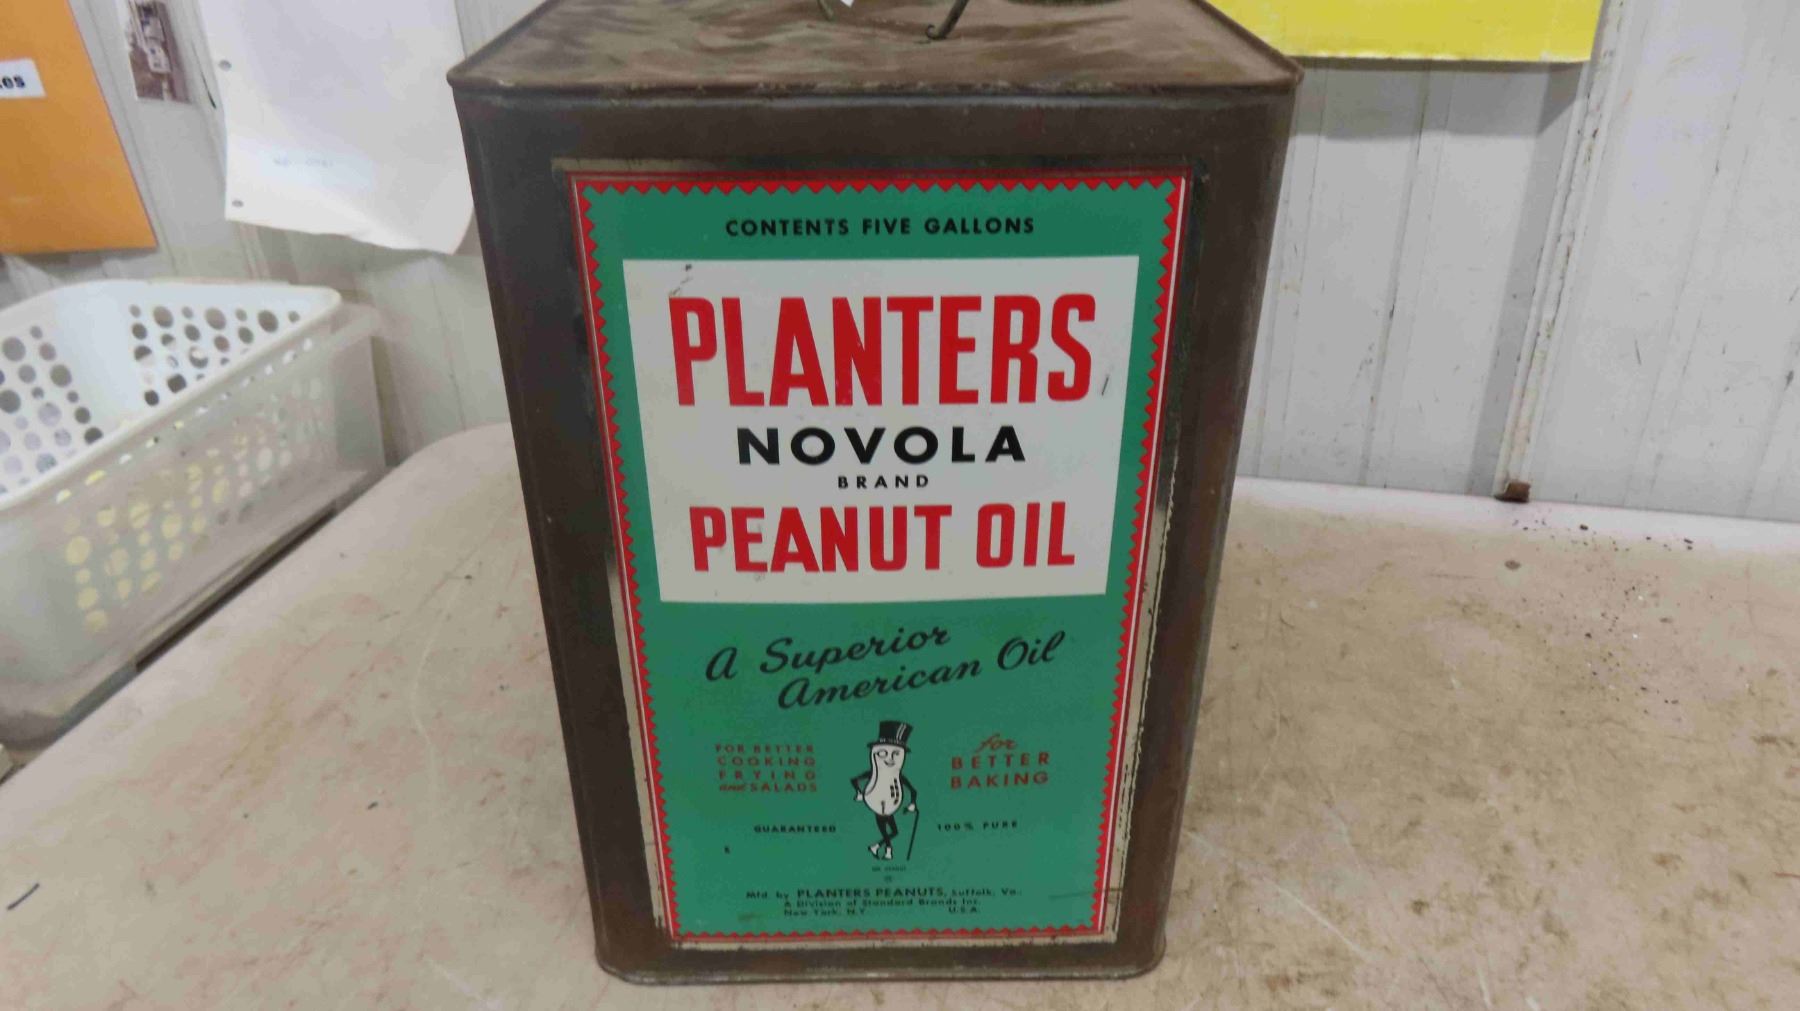 CONTENTS FIVE GALLONS
PLANTERS
NOVOLA
BRAND
PEANUT OIL
A Superior
American Oil
FOR BETTER
COOKING
FRYING
and SALADS
for
BETTER
BAKING
GUARANTEED
100% PURE
Mfd. by PLANTERS PEANUTS, Suffolk, Va.
A Division of Standard Brands Inc.
New York, N.Y. U.S.A.